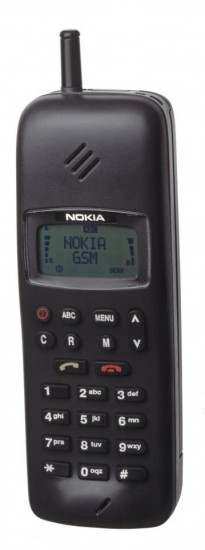 NOKIA
NOKIA
GSM
ABC MENU
C R M
1 2 abc 3 def
4 ghi 5 jkl 6 mn
7 prs 8 tuv 9 wxy
* 0 oqz #